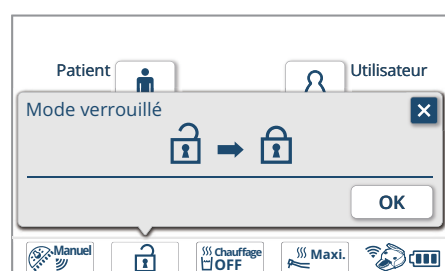 Patient
Utilisateur
Mode verrouillé
OK
Manuel
Chauffage
OFF
Maxi.